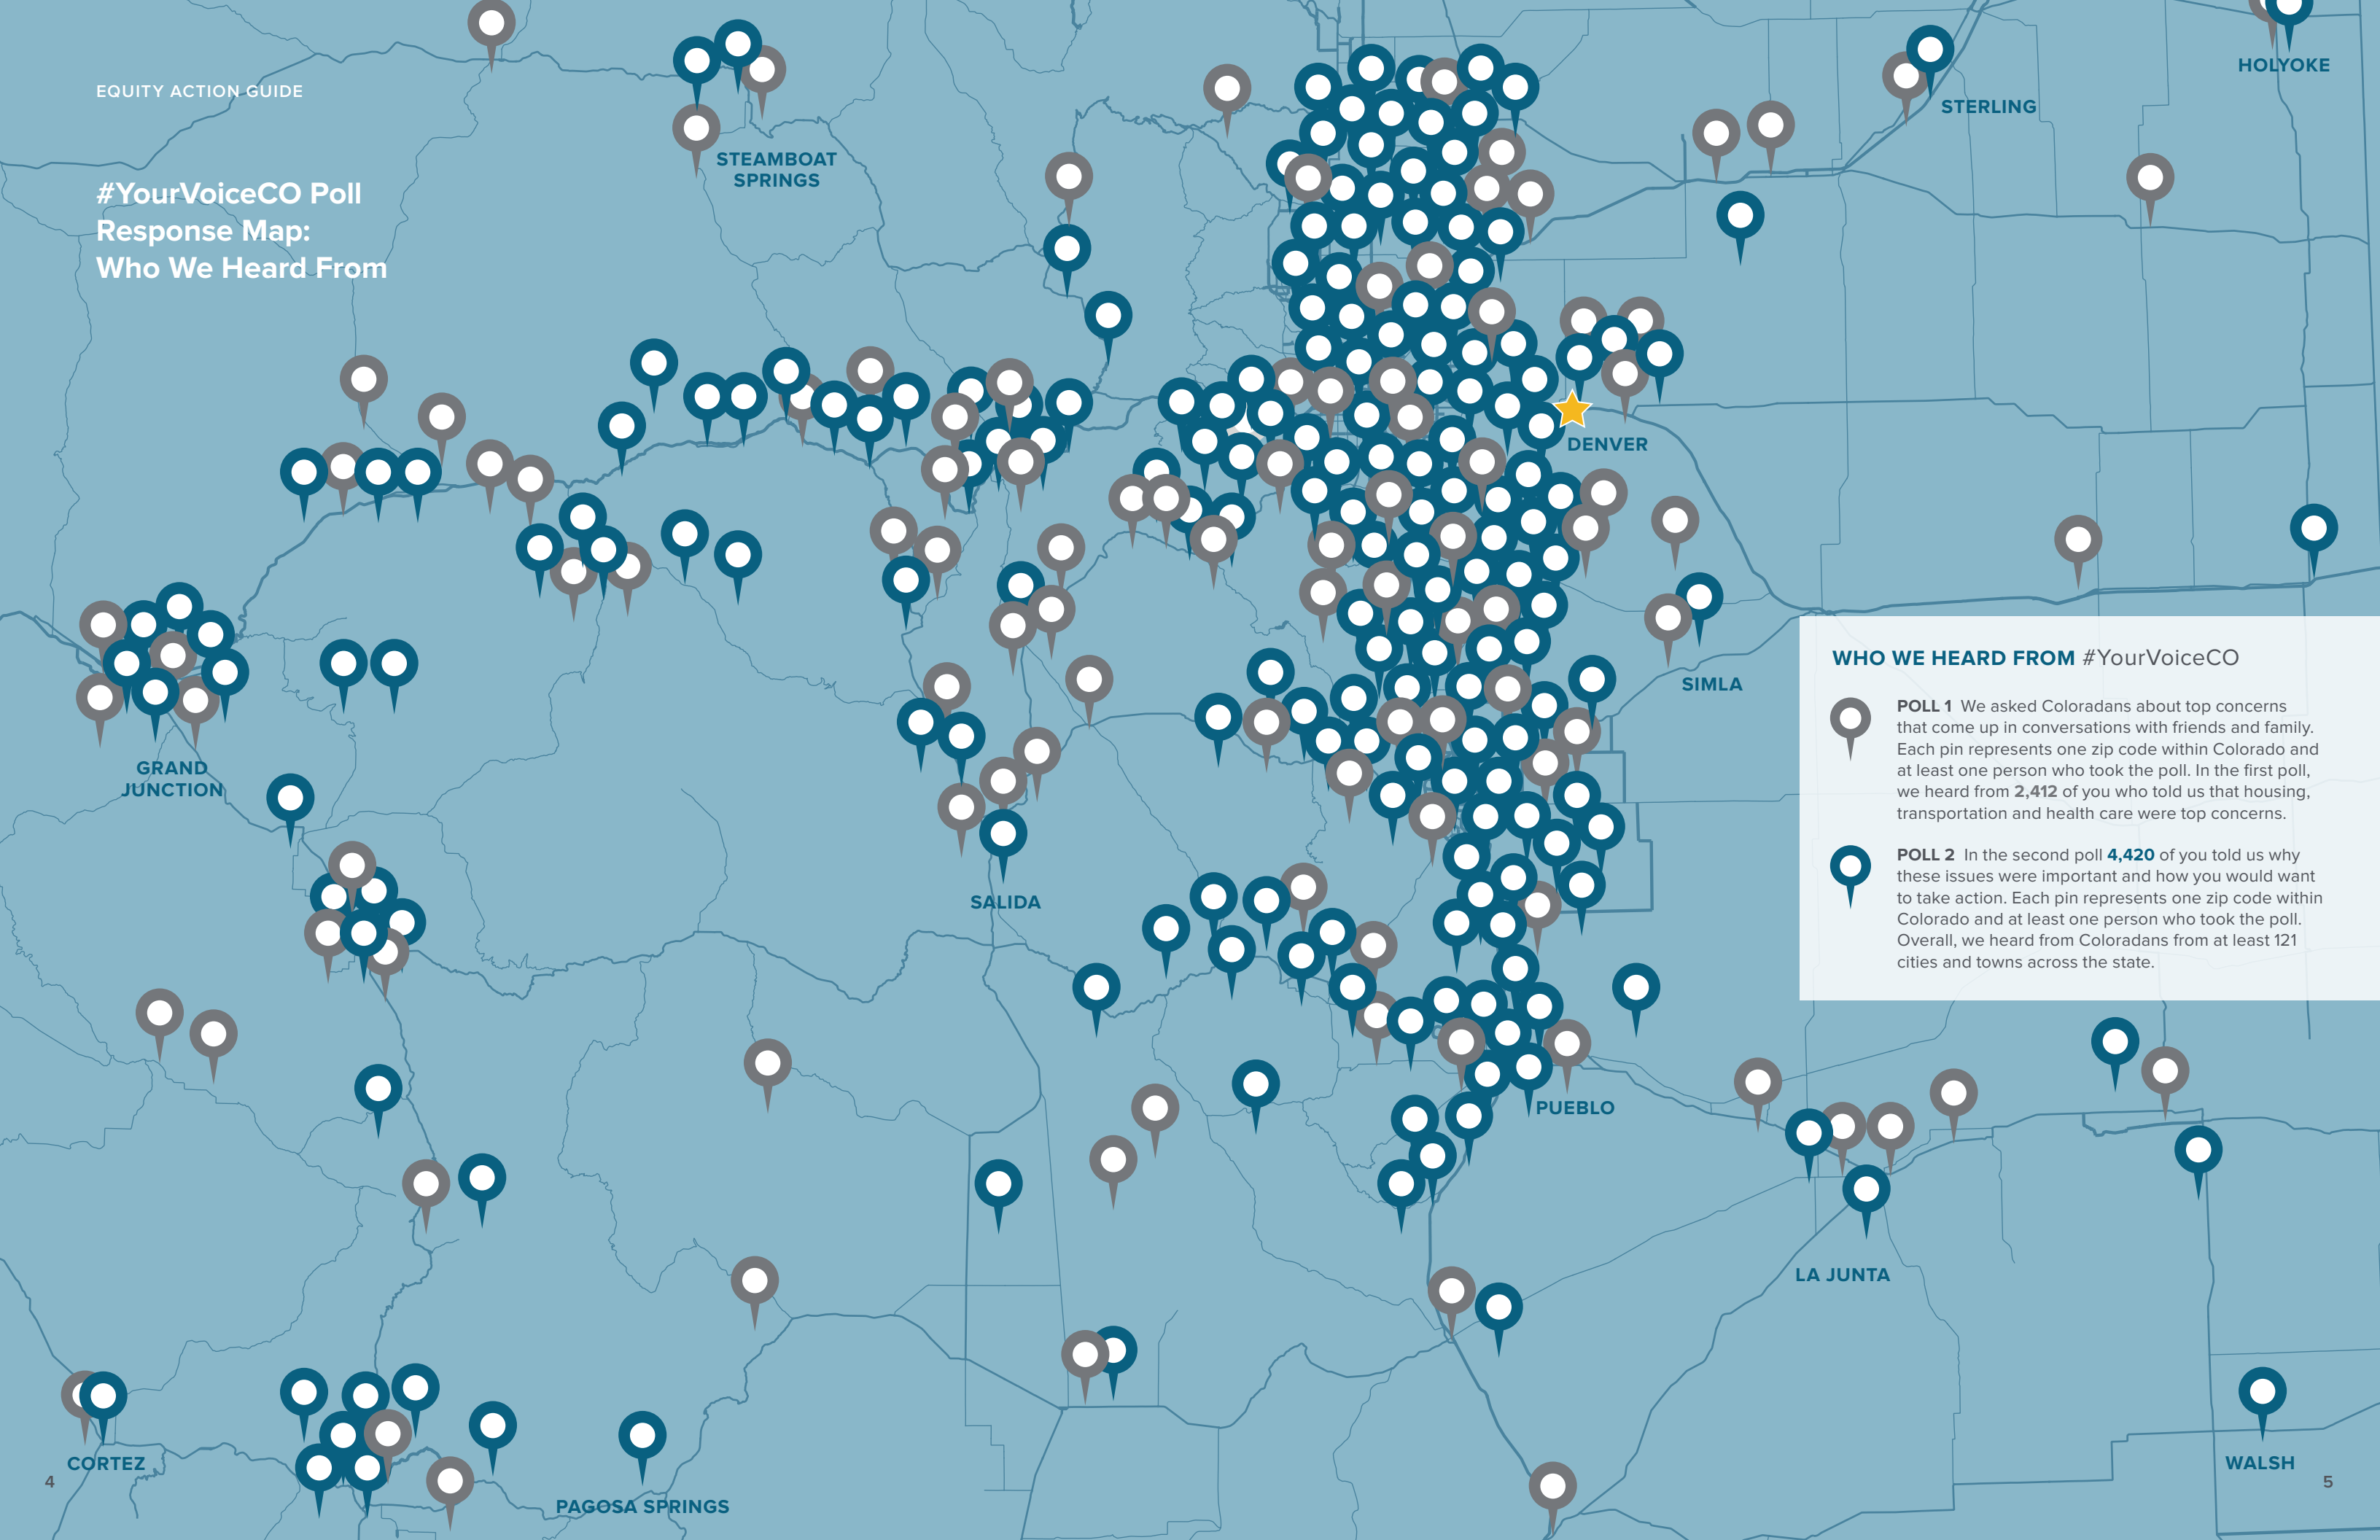 EQUITY ACTION GUIDE
#YourVoiceCO Poll
Response Map:
Who We Heard From
HOLYOKE
STERLING
STEAMBOAT
SPRINGS
DENVER
SIMLA
GRAND
JUNCTION
SALIDA
WHO WE HEARD FROM #YourVoiceCO
POLL 1 We asked Coloradans about top concerns
that come up in conversations with friends and family.
Each pin represents one zip code within Colorado and
at least one person who took the poll. In the first poll,
we heard from 2,412 of you who told us that housing,
transportation and health care were top concerns.
POLL 2 In the second poll 4,420 of you told us why
these issues were important and how you would want
to take action. Each pin represents one zip code within
Colorado and at least one person who took the poll.
Overall, we heard from Coloradans from at least 121
cities and towns across the state.
PUEBLO
LA JUNTA
CORTEZ
PAGOSA SPRINGS
WALSH
4
5